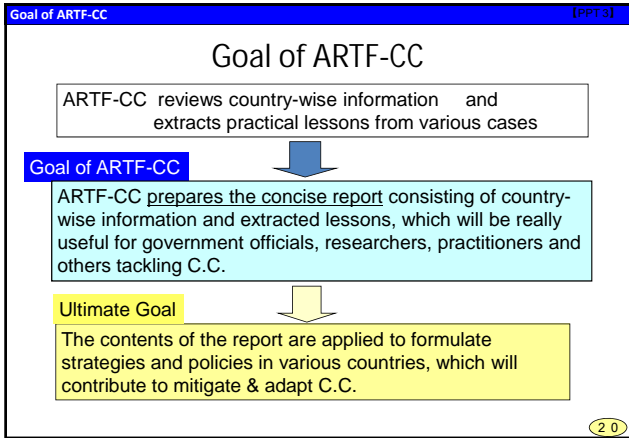 Goal of ARTF-CC
【PPT3】
Goal of ARTF-CC
ARTF-CC reviews country-wise information and
extracts practical lessons from various cases
Goal of ARTF-CC
ARTF-CC prepares the concise report consisting of country-
wise information and extracted lessons, which will be really
useful for government officials, researchers, practitioners and
others tackling C.C.
Ultimate Goal
The contents of the report are applied to formulate
strategies and policies in various countries, which will
contribute to mitigate & adapt C.C.
２０